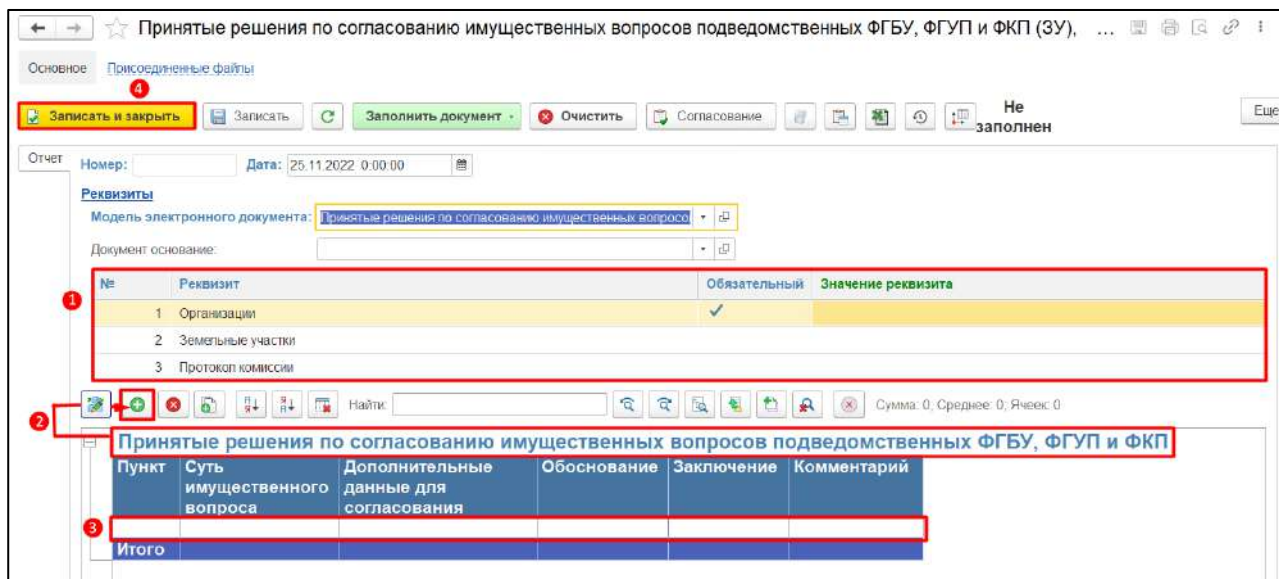 Принятые решения по согласованию имущественных вопросов подведомственных ФГБУ, ФГУП и ФКП (ЗУ), ...
Основное Присоединенные файлы
4
Записать и закрыть Записать Заполнить документ Очистить Согласование Не заполнен Еще
Отчет Номер: Дата: 25.11.2022 0:00:00
Реквизиты
Модель электронного документа: Принятые решения по согласованию имущественных вопросо
Документ основание:
№ Реквизит Обязательный Значение реквизита
1
1 Организации
2 Земельные участки
3 Протокол комиссии
2 Найти: Сумма: 0; Среднее: 0; Ячеек: 0
Принятые решения по согласованию имущественных вопросов подведомственных ФГБУ, ФГУП и ФКП
Пункт Суть имущественного вопроса Дополнительные данные для согласования Обоснование Заключение Комментарий
3
Итого